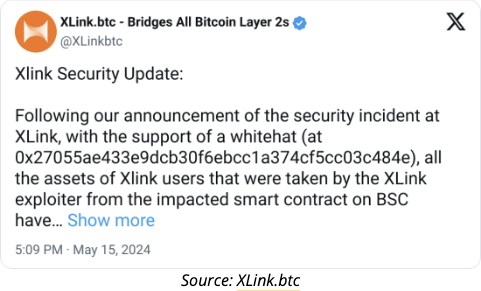 XLink.btc - Bridges All Bitcoin Layer 2s
@XLinkbtc
Xlink Security Update:
Following our announcement of the security incident at
XLink, with the support of a whitehat (at
0x27055ae433e9dcb30f6ebcc1a374cf5cc03c484e), all
the assets of Xlink users that were taken by the XLink
exploiter from the impacted smart contract on BSC
have... Show more
5:09 PM · May 15, 2024
Source: XLink.btc